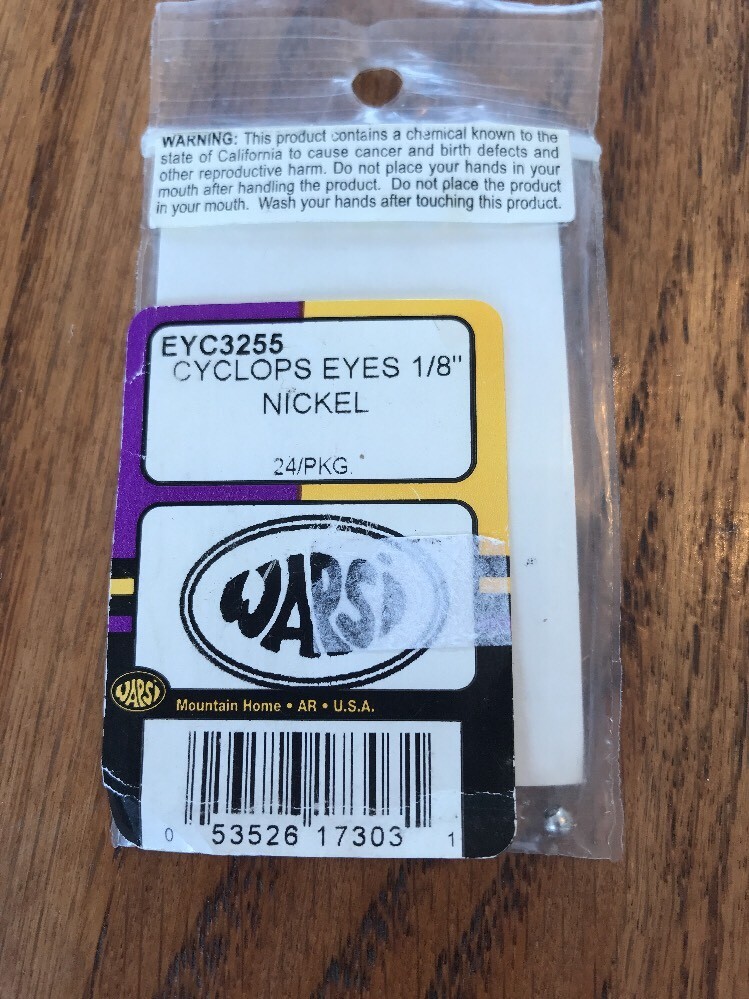 WARNING: This product contains a chemical known to the
state of California to cause cancer and birth defects and
other reproductive harm. Do not place your hands in your
mouth after handling the product. Do not place the product
in your mouth. Wash your hands after touching this product.
EYC3255
CYCLOPS EYES 1/8"
NICKEL
24/PKG.
WAPSI
WAPSI
Mountain Home • AR • U.S.A.
0 53526 17303 1